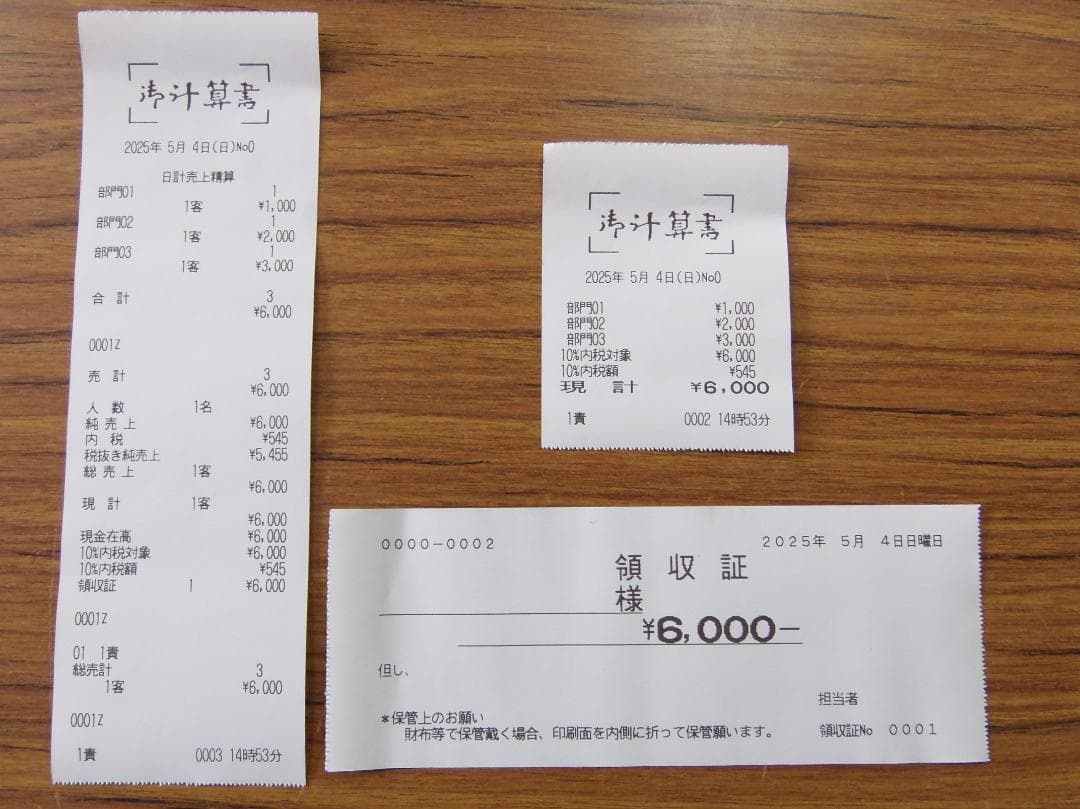 御計算書
2025年 5月 4日(日)No0
日計売上精算
部門01 1
1客 ¥1,000
部門02 1
1客 ¥2,000
部門03 1
1客 ¥3,000
合 計 3
¥6,000
0001Z
売 計 3
¥6,000
人 数 1名
純 売 上 ¥6,000
内 税 ¥545
税抜き純売上 ¥5,455
総 売 上 1客
¥6,000
現 計 1客
¥6,000
現金在高 ¥6,000
10%内税対象 ¥6,000
10%内税額 ¥545
領収証 1 ¥6,000
0001Z
01 1責
総売計 3
1客 ¥6,000
0001Z
1責 0003 14時53分
御計算書
2025年 5月 4日(日)No0
部門01 ¥1,000
部門02 ¥2,000
部門03 ¥3,000
10%内税対象 ¥6,000
10%内税額 ¥545
現 計 ¥6,000
1責 0002 14時53分
0000-0002 2025年 5月 4日日曜日
領 収 証
様
¥6,000-
但し、
担当者
*保管上のお願い
財布等で保管戴く場合、印刷面を内側に折って保管願います。 領収証No 0001